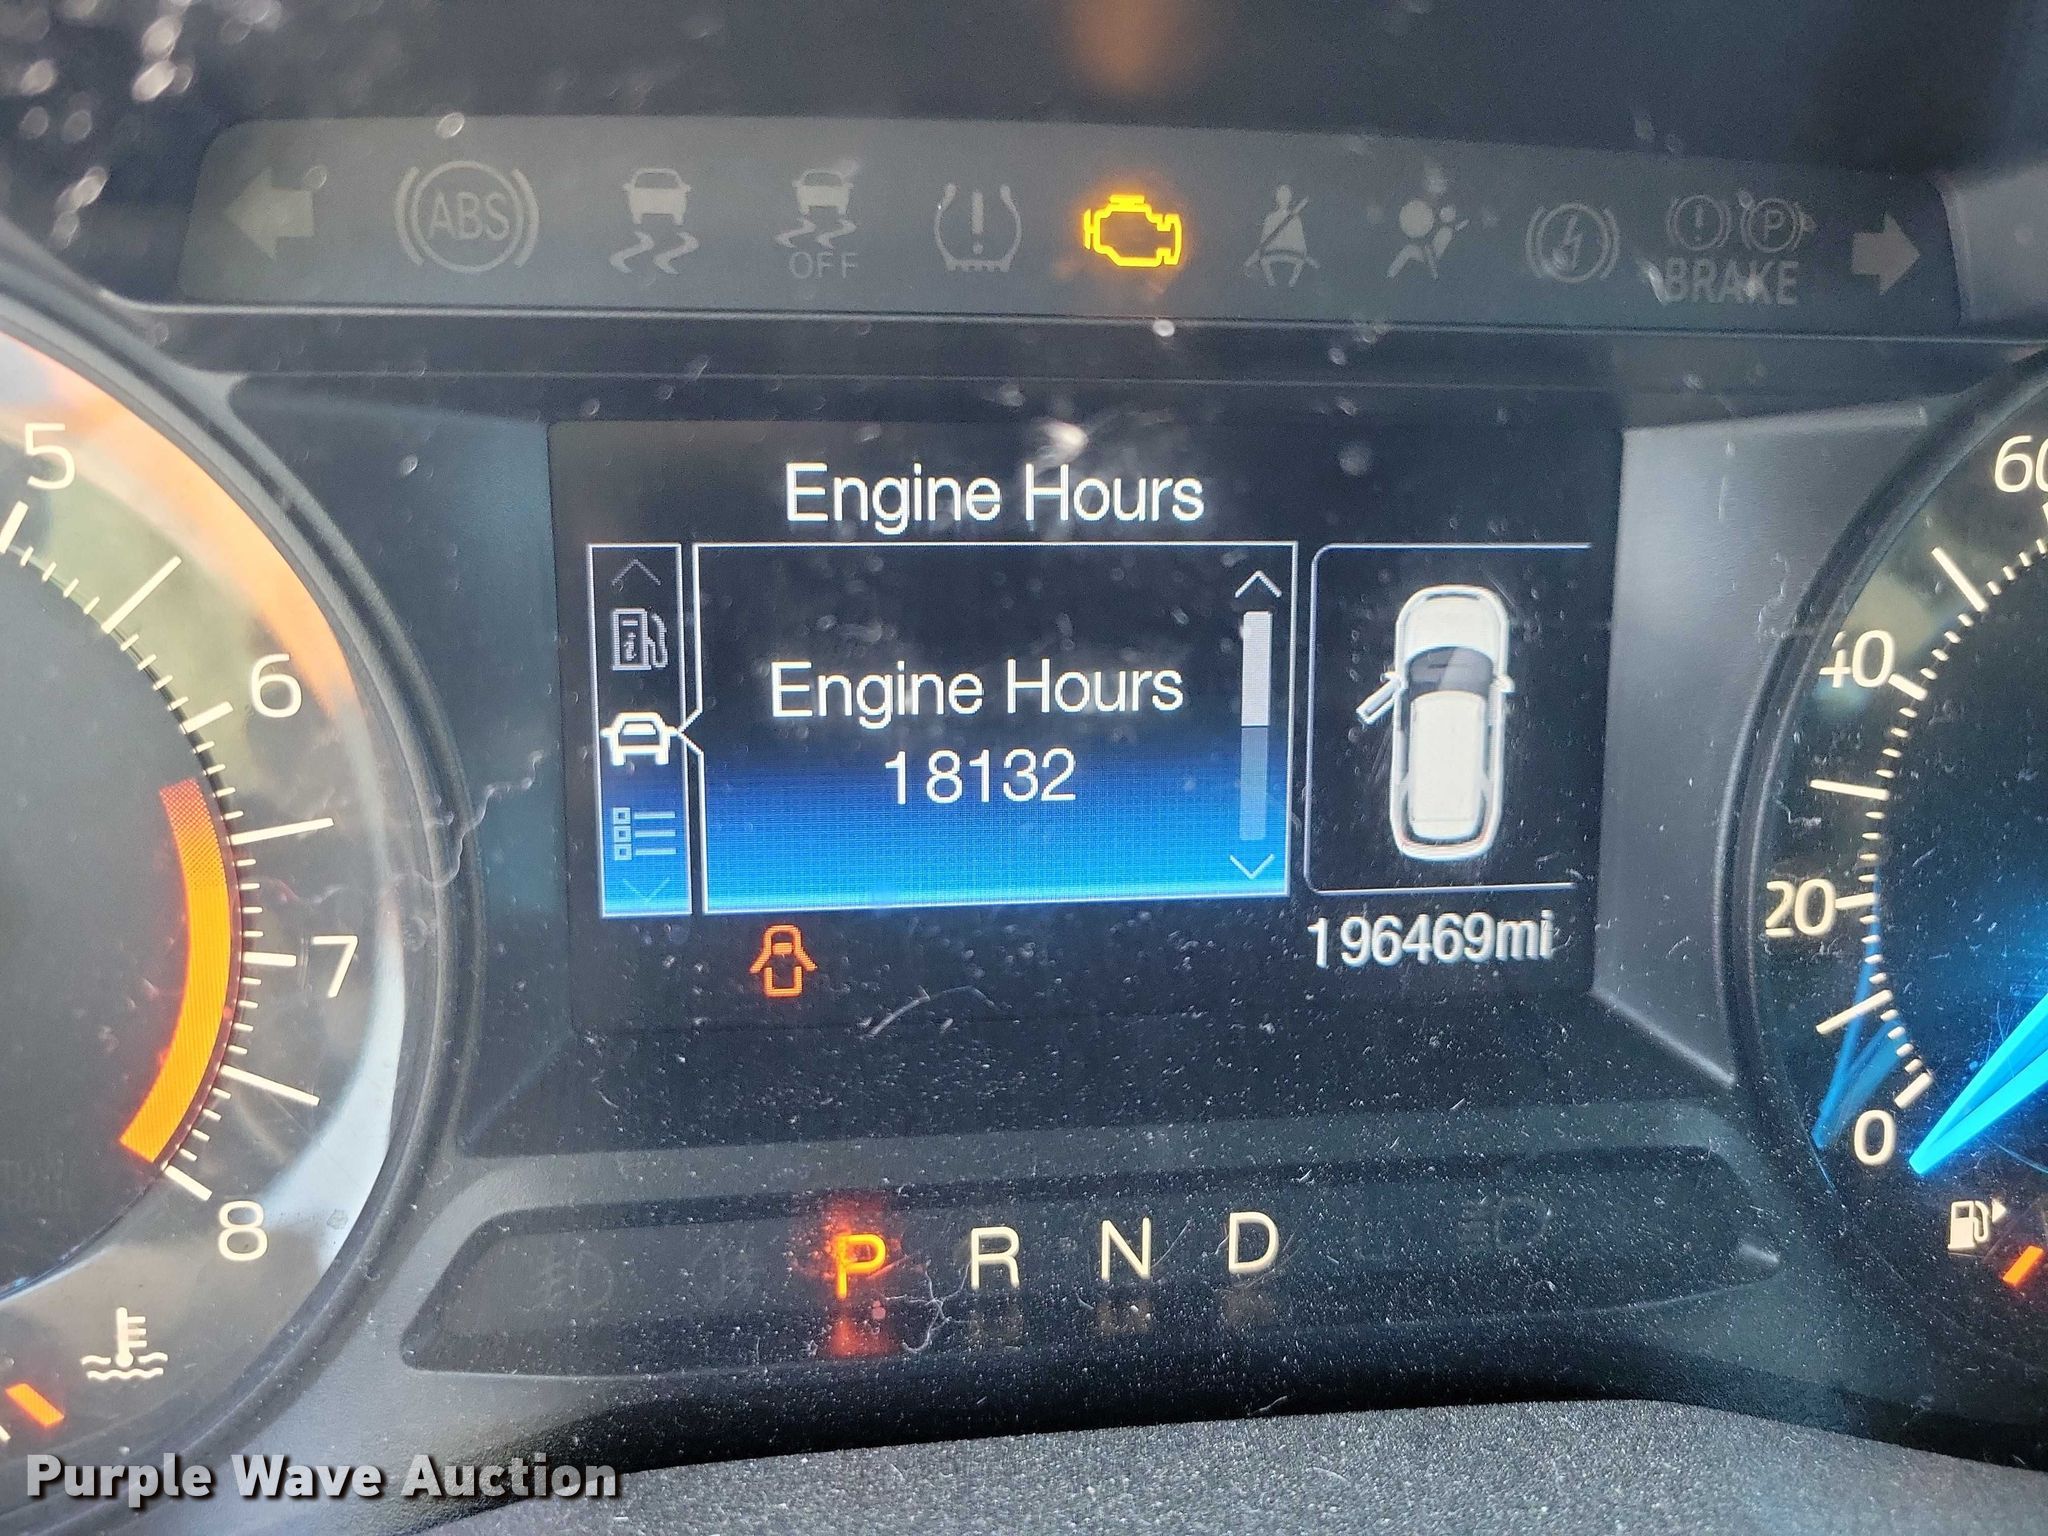 ABS
OFF
BRAKE
Engine Hours
Engine Hours
18132
196469mi
5
6
7
8
60
40
20
0
P R N D
Purple Wave Auction